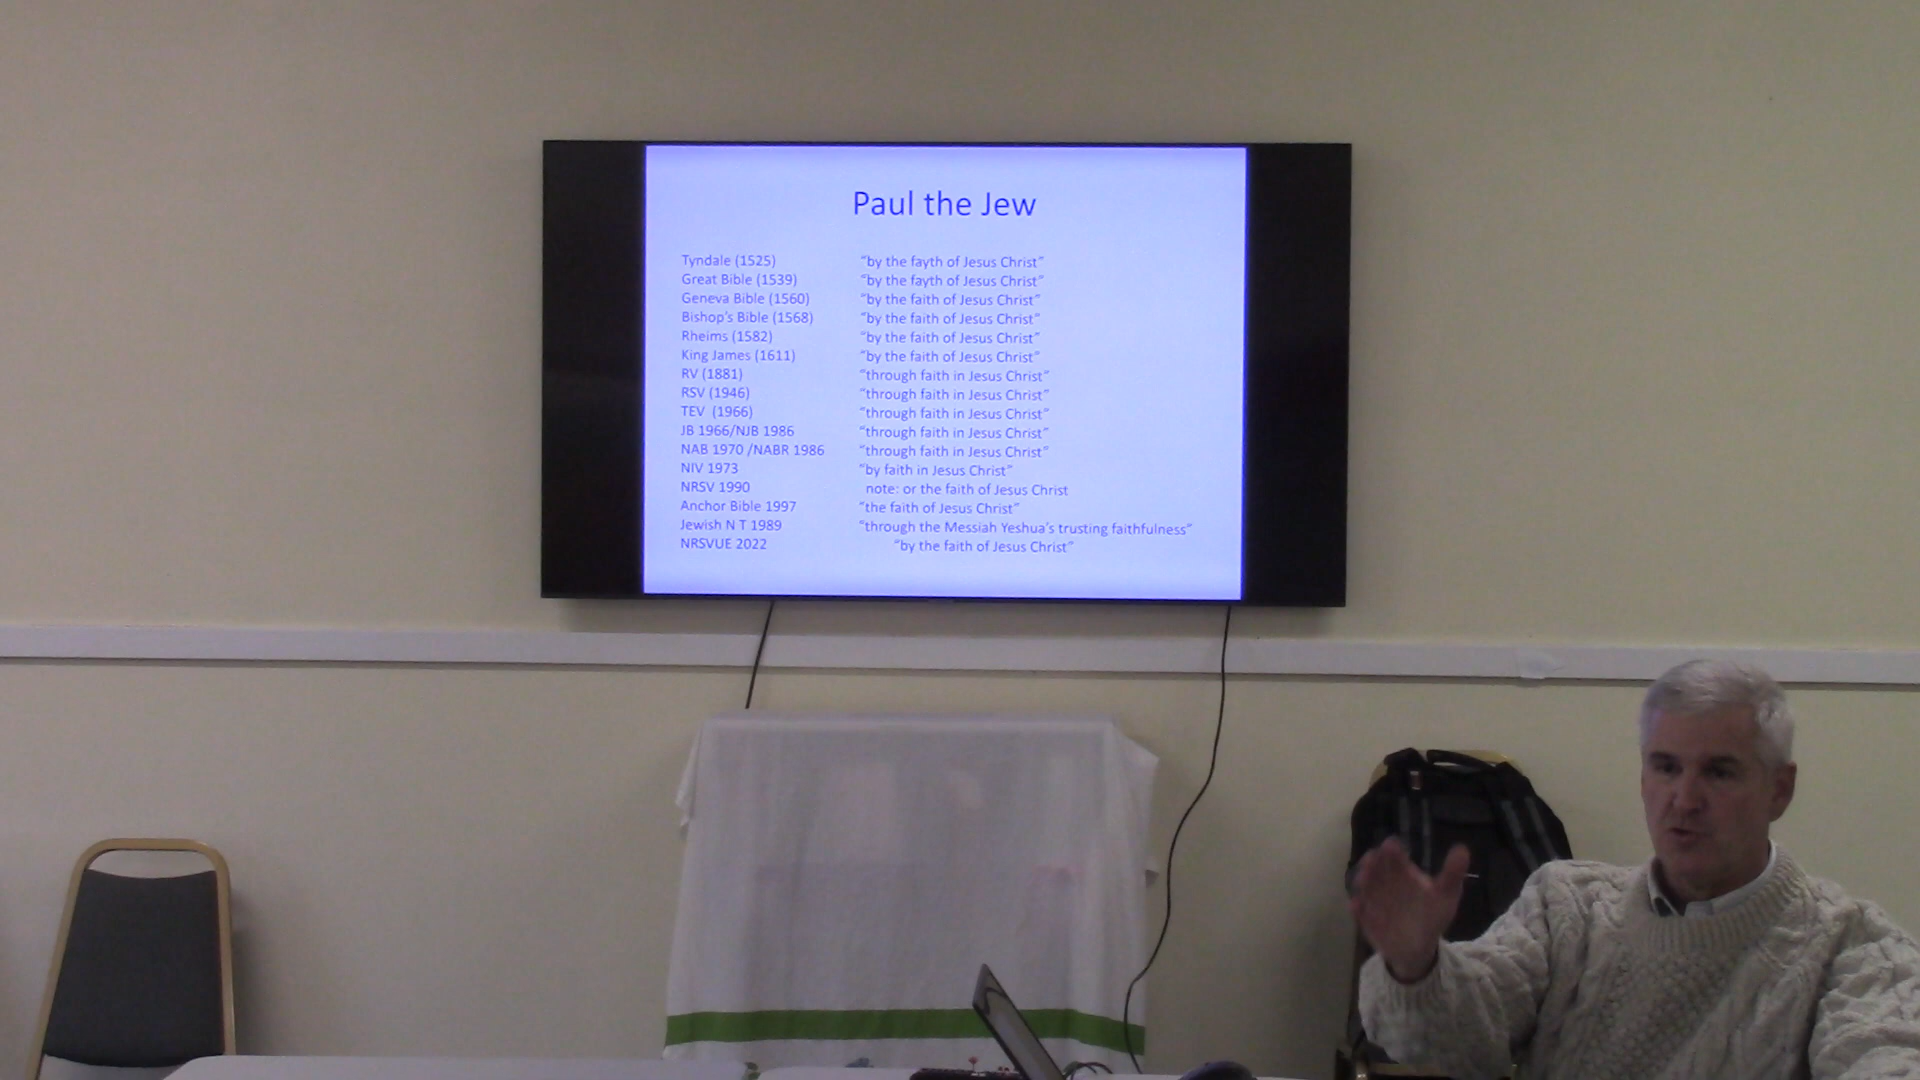 Paul the Jew
Tyndale (1525) “by the fayth of Jesus Christ”
Great Bible (1539) “by the fayth of Jesus Christ”
Geneva Bible (1560) “by the faith of Jesus Christ”
Bishop’s Bible (1568) “by the faith of Jesus Christ”
Rheims (1582) “by the faith of Jesus Christ”
King James (1611) “by the faith of Jesus Christ”
RV (1881) “through faith in Jesus Christ”
RSV (1946) “through faith in Jesus Christ”
TEV (1966) “through faith in Jesus Christ”
JB 1966/NJB 1986 “through faith in Jesus Christ”
NAB 1970 /NABR 1986 “through faith in Jesus Christ”
NIV 1973 “by faith in Jesus Christ”
NRSV 1990 note: or the faith of Jesus Christ
Anchor Bible 1997 “the faith of Jesus Christ”
Jewish N T 1989 “through the Messiah Yeshua’s trusting faithfulness”
NRSVUE 2022 “by the faith of Jesus Christ”